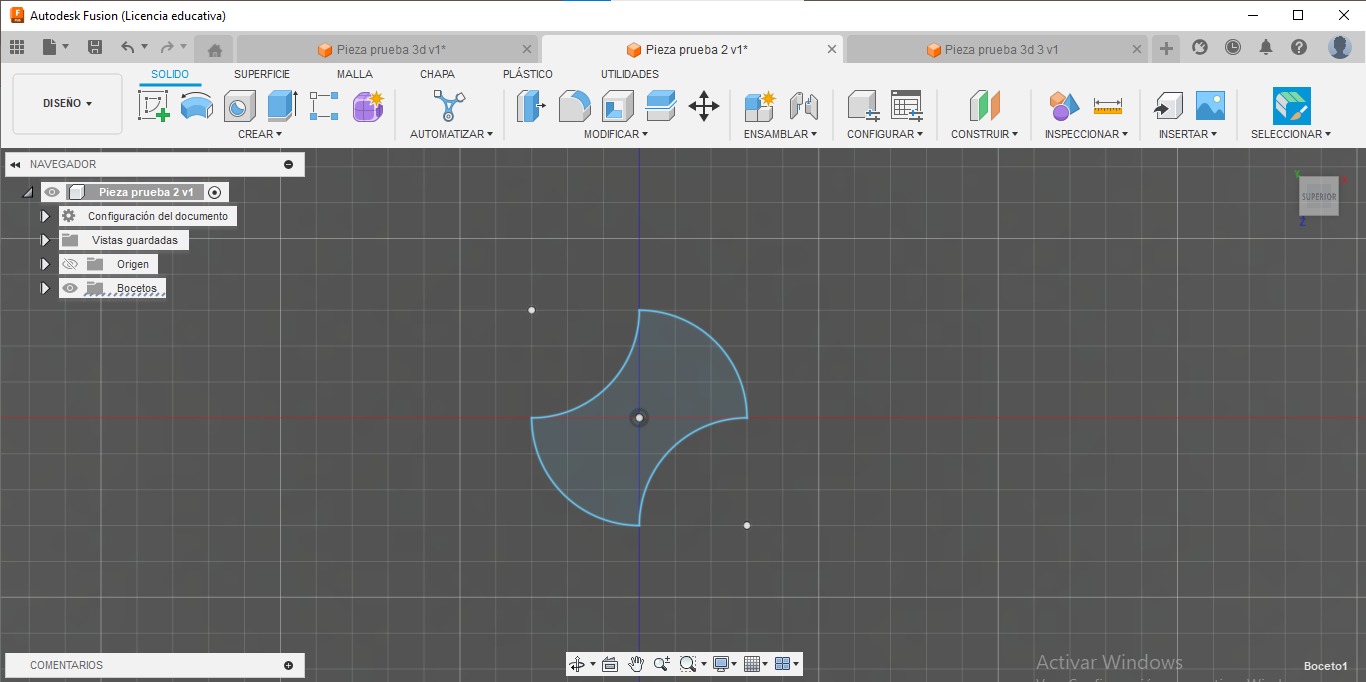 Autodesk Fusion (Licencia educativa)
Pieza prueba 3d v1*
Pieza prueba 2 v1*
Pieza prueba 3d 3 v1
SOLIDO SUPERFICIE MALLA CHAPA PLÁSTICO UTILIDADES
DISEÑO
CREAR AUTOMATIZAR MODIFICAR ENSAMBLAR CONFIGURAR CONSTRUIR INSPECCIONAR INSERTAR SELECCIONAR
NAVEGADOR
Pieza prueba 2 v1
Configuración del documento
Vistas guardadas
Origen
Bocetos
SUPERIOR
Z
COMENTARIOS
Activar Windows
Boceto1